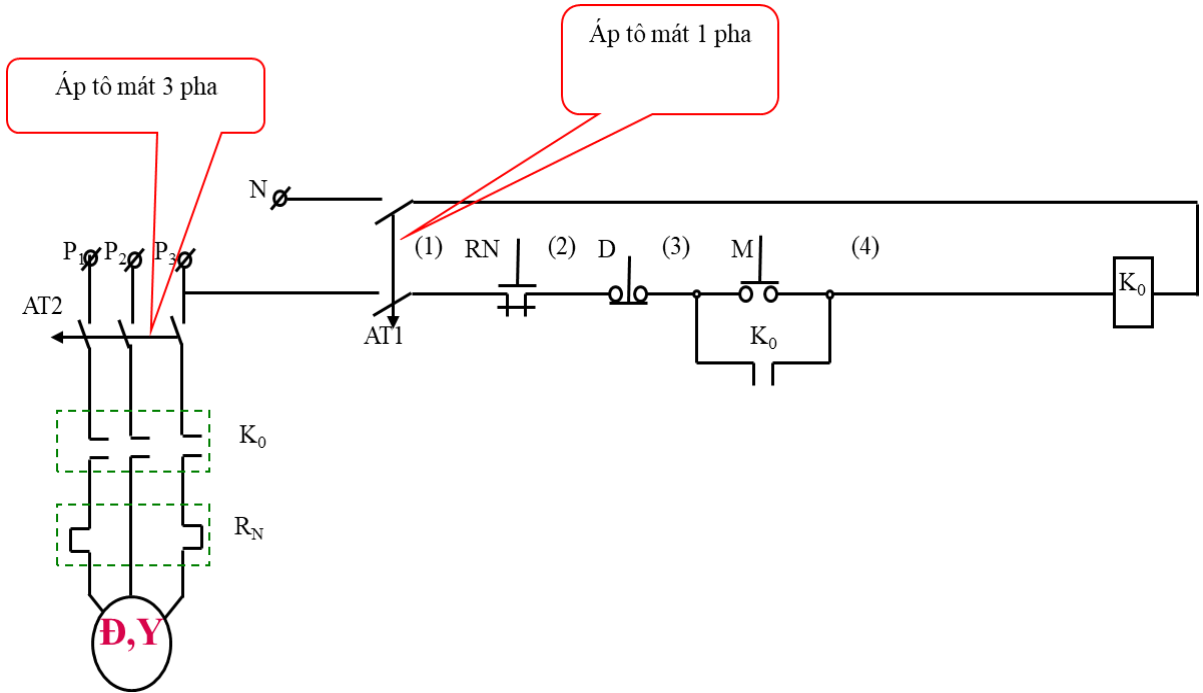 Áp tô mát 1 pha
Áp tô mát 3 pha
N
(1) RN (2) D (3) M (4)
P₁ P₂ P₃
K₀
AT2
AT1
K₀
K₀
R_N
Đ,Y